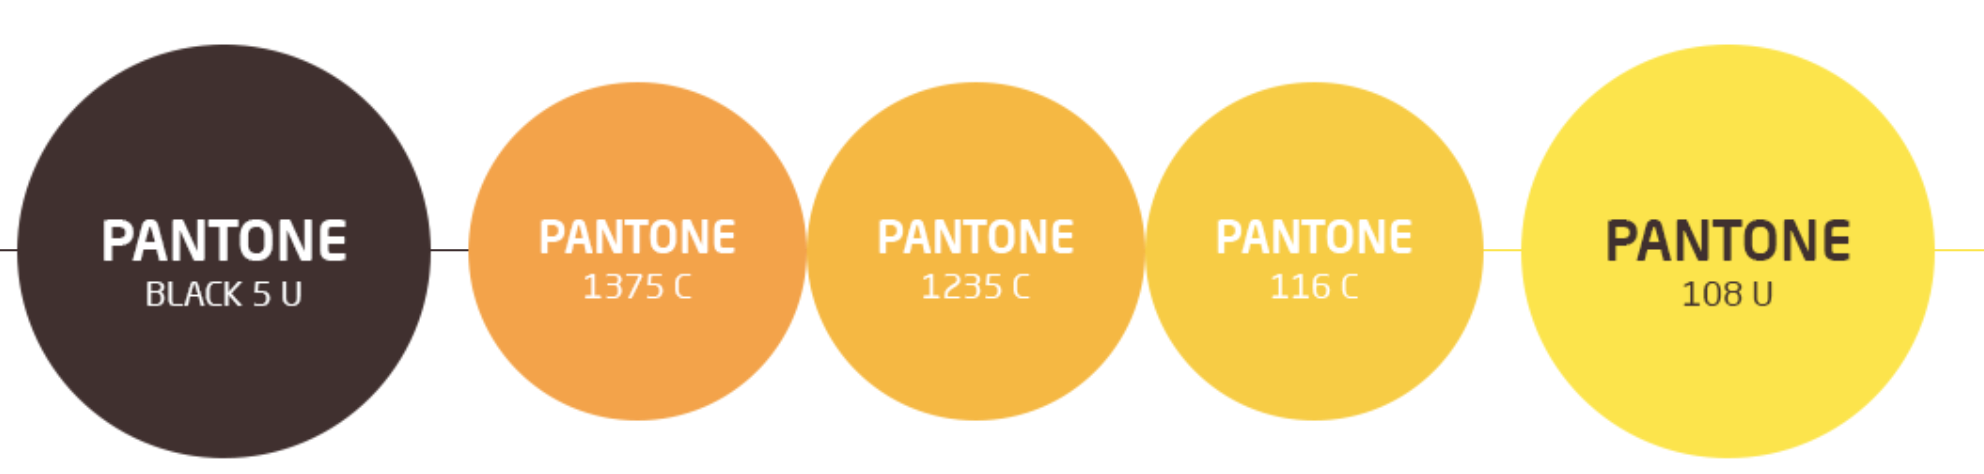 PANTONE
BLACK 5 U
PANTONE
1375 C
PANTONE
1235 C
PANTONE
116 C
PANTONE
108 U